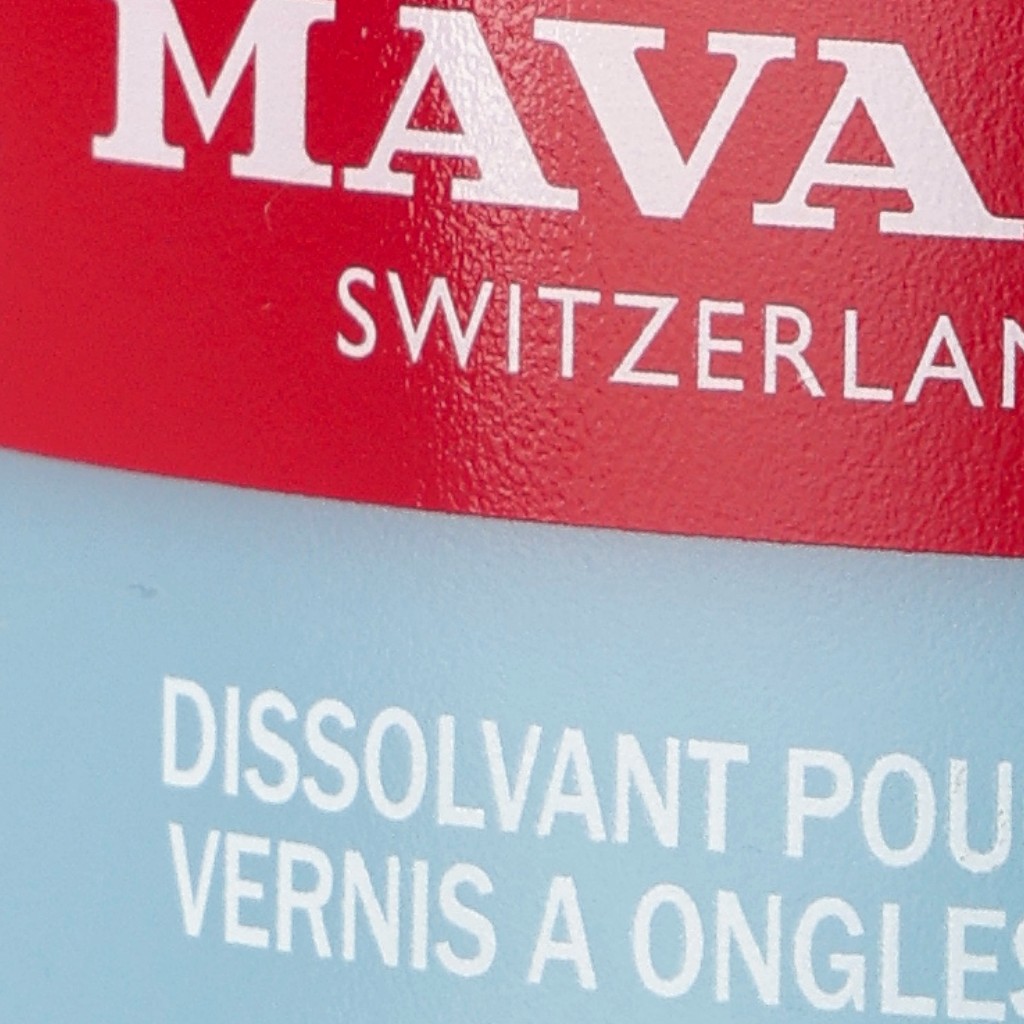 MAVA
SWITZERLAN
DISSOLVANT POU
VERNIS A ONGLES